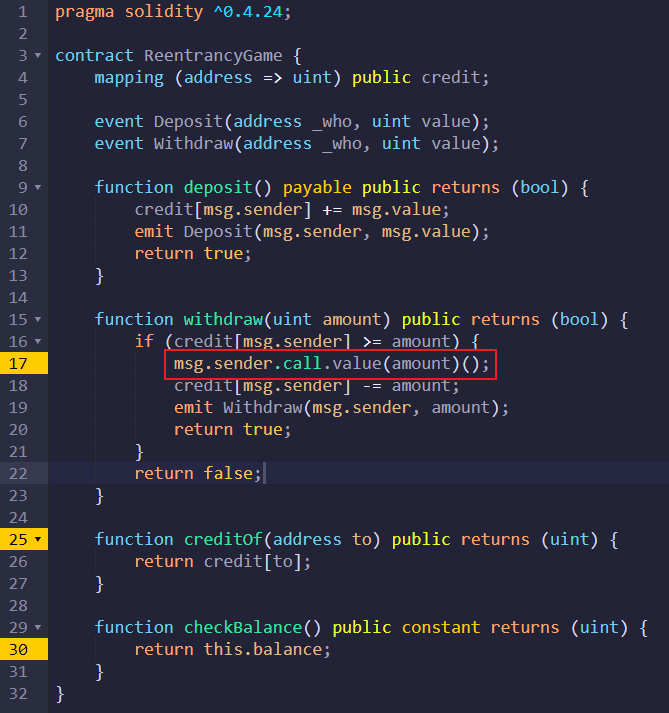 1 pragma solidity ^0.4.24;
2
3 contract ReentrancyGame {
4 mapping (address => uint) public credit;
5
6 event Deposit(address _who, uint value);
7 event Withdraw(address _who, uint value);
8
9 function deposit() payable public returns (bool) {
10 credit[msg.sender] += msg.value;
11 emit Deposit(msg.sender, msg.value);
12 return true;
13 }
14
15 function withdraw(uint amount) public returns (bool) {
16 if (credit[msg.sender] >= amount) {
17 msg.sender.call.value(amount)();
18 credit[msg.sender] -= amount;
19 emit Withdraw(msg.sender, amount);
20 return true;
21 }
22 return false;
23 }
24
25 function creditOf(address to) public returns (uint) {
26 return credit[to];
27 }
28
29 function checkBalance() public constant returns (uint) {
30 return this.balance;
31 }
32 }